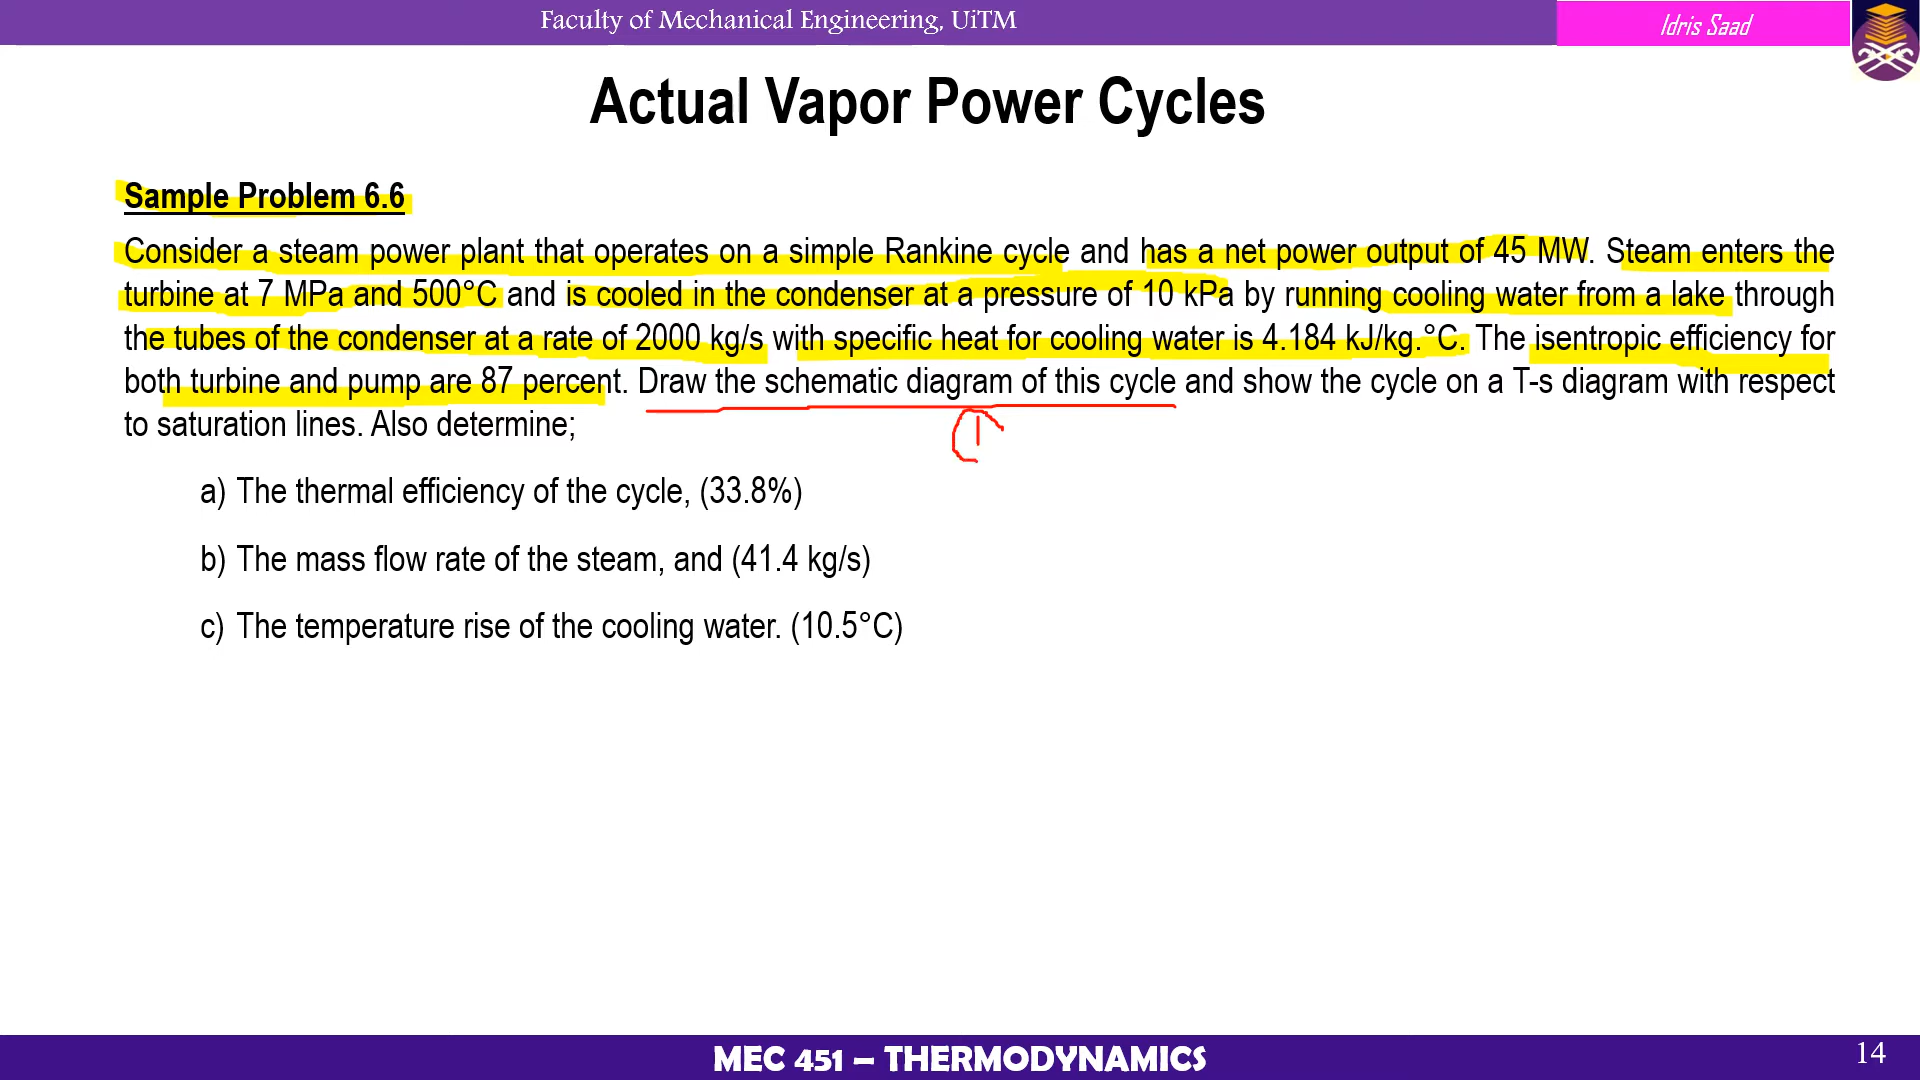 Faculty of Mechanical Engineering, UiTM
Idris Saad
Actual Vapor Power Cycles
Sample Problem 6.6
Consider a steam power plant that operates on a simple Rankine cycle and has a net power output of 45 MW. Steam enters the
turbine at 7 MPa and 500°C and is cooled in the condenser at a pressure of 10 kPa by running cooling water from a lake through
the tubes of the condenser at a rate of 2000 kg/s with specific heat for cooling water is 4.184 kJ/kg.°C. The isentropic efficiency for
both turbine and pump are 87 percent. Draw the schematic diagram of this cycle and show the cycle on a T-s diagram with respect
to saturation lines. Also determine;
1
a) The thermal efficiency of the cycle, (33.8%)
b) The mass flow rate of the steam, and (41.4 kg/s)
c) The temperature rise of the cooling water. (10.5°C)
MEC 451 – THERMODYNAMICS
14